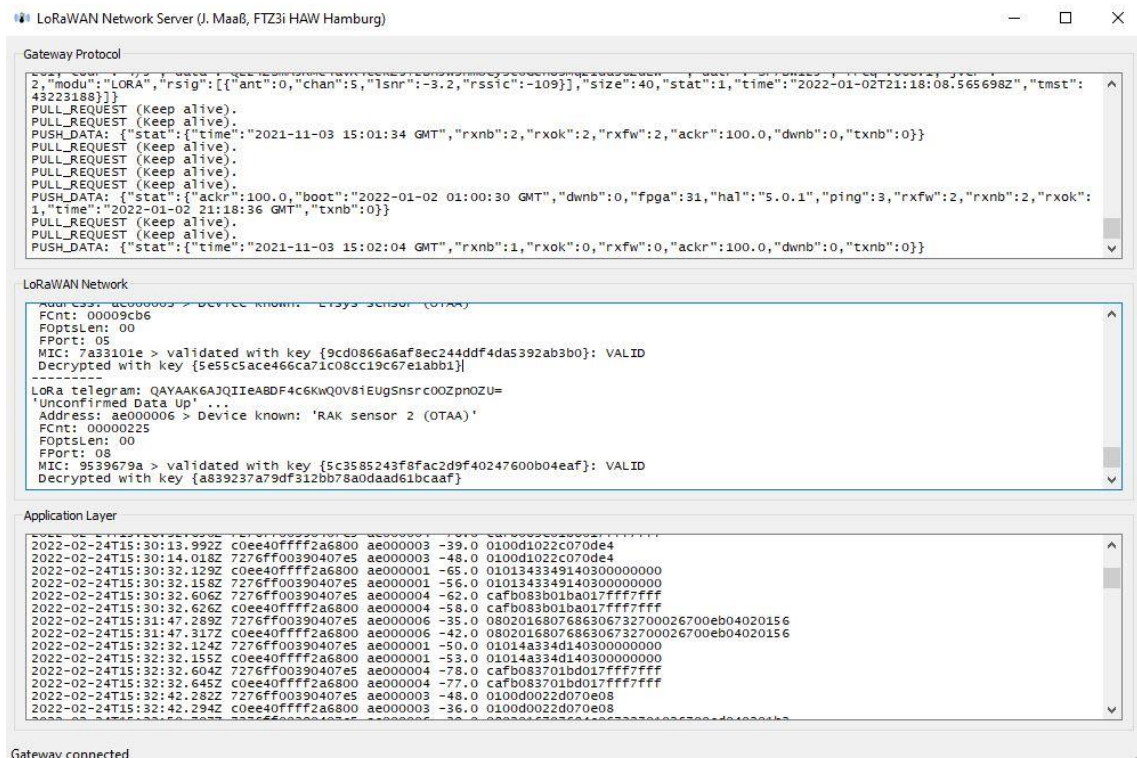 LoRaWAN Network Server (J. Maaß, FTZ3i HAW Hamburg)
Gateway Protocol
2,"modu":"LORA","rsig":[{"ant":0,"chan":5,"lsnr":-3.2,"rssic":-109}],"size":40,"stat":1,"time":"2022-01-02T21:18:08.565698Z","tmst":
43223188}]}
PULL_REQUEST (Keep alive).
PULL_REQUEST (Keep alive).
PUSH_DATA: {"stat":{"time":"2021-11-03 15:01:34 GMT","rxnb":2,"rxok":2,"rxfw":2,"ackr":100.0,"dwnb":0,"txnb":0}}
PULL_REQUEST (Keep alive).
PULL_REQUEST (Keep alive).
PULL_REQUEST (Keep alive).
PULL_REQUEST (Keep alive).
PUSH_DATA: {"stat":{"ackr":100.0,"boot":"2022-01-02 01:00:30 GMT","dwnb":0,"fpga":31,"hal":"5.0.1","ping":3,"rxfw":2,"rxnb":2,"rxok":
1,"time":"2022-01-02 21:18:36 GMT","txnb":0}}
PULL_REQUEST (Keep alive).
PULL_REQUEST (Keep alive).
PUSH_DATA: {"stat":{"time":"2021-11-03 15:02:04 GMT","rxnb":1,"rxok":0,"rxfw":0,"ackr":100.0,"dwnb":0,"txnb":0}}
LoRaWAN Network
Address: ae000003 > Device known: 'Elsys sensor (OTAA)'
FCnt: 00009cb6
FOptsLen: 00
FPort: 05
MIC: 7a33101e > validated with key {9cd0866a6af8ec244ddf4da5392ab3b0}: VALID
Decrypted with key {5e55c5ace466ca71c08cc19c67e1abb1}
---------
LoRa telegram: QAYAAK6AJQIIeABDF4c6KwQ0V8iEUgSnsrc0OZpnOZU=
'Unconfirmed Data Up' ...
Address: ae000006 > Device known: 'RAK sensor 2 (OTAA)'
FCnt: 00000225
FOptsLen: 00
FPort: 08
MIC: 9539679a > validated with key {5c3585243f8fac2d9f40247600b04eaf}: VALID
Decrypted with key {a839237a79df312bb78a0daad61bcaaf}
Application Layer
2022-02-24T15:30:13.992Z c0ee40ffff2a6800 ae000003 -39.0 0100d1022c070de4
2022-02-24T15:30:14.018Z 7276ff00390407e5 ae000003 -48.0 0100d1022c070de4
2022-02-24T15:30:32.129Z c0ee40ffff2a6800 ae000001 -65.0 0101343349140300000000
2022-02-24T15:30:32.158Z 7276ff00390407e5 ae000001 -56.0 0101343349140300000000
2022-02-24T15:30:32.606Z 7276ff00390407e5 ae000004 -62.0 cafb083b01ba017fff7fff
2022-02-24T15:30:32.626Z c0ee40ffff2a6800 ae000004 -58.0 cafb083b01ba017fff7fff
2022-02-24T15:31:47.289Z 7276ff00390407e5 ae000006 -35.0 080201680768630673270002670​0eb04020156
2022-02-24T15:31:47.317Z c0ee40ffff2a6800 ae000006 -42.0 0802016807686306732700026700eb04020156
2022-02-24T15:32:32.124Z 7276ff00390407e5 ae000001 -50.0 01014a334d140300000000
2022-02-24T15:32:32.155Z c0ee40ffff2a6800 ae000001 -53.0 01014a334d140300000000
2022-02-24T15:32:32.604Z 7276ff00390407e5 ae000004 -78.0 cafb083701bd017fff7fff
2022-02-24T15:32:32.645Z c0ee40ffff2a6800 ae000004 -77.0 cafb083701bd017fff7fff
2022-02-24T15:32:42.282Z 7276ff00390407e5 ae000003 -48.0 0100d0022d070e08
2022-02-24T15:32:42.294Z c0ee40ffff2a6800 ae000003 -36.0 0100d0022d070e08
Gateway connected